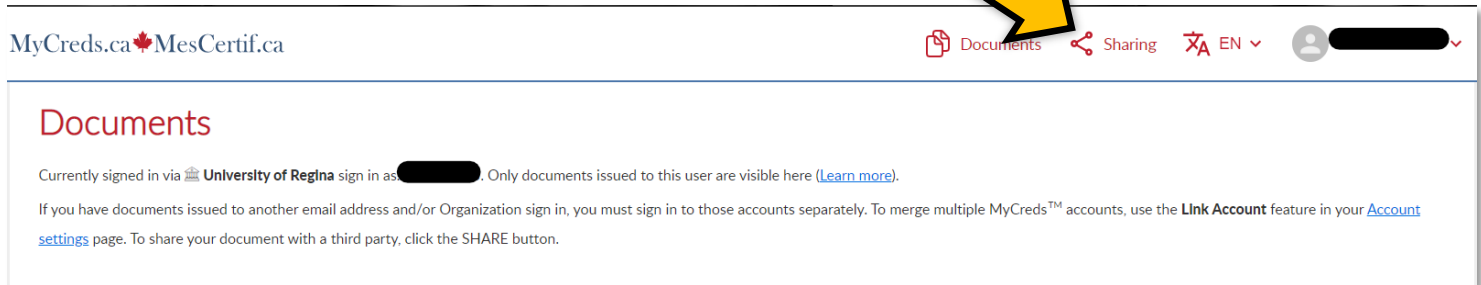 MyCreds.ca MesCertif.ca
Documents Sharing EN
Documents
Currently signed in via University of Regina sign in as . Only documents issued to this user are visible here (Learn more).
If you have documents issued to another email address and/or Organization sign in, you must sign in to those accounts separately. To merge multiple MyCreds™ accounts, use the Link Account feature in your Account
settings page. To share your document with a third party, click the SHARE button.